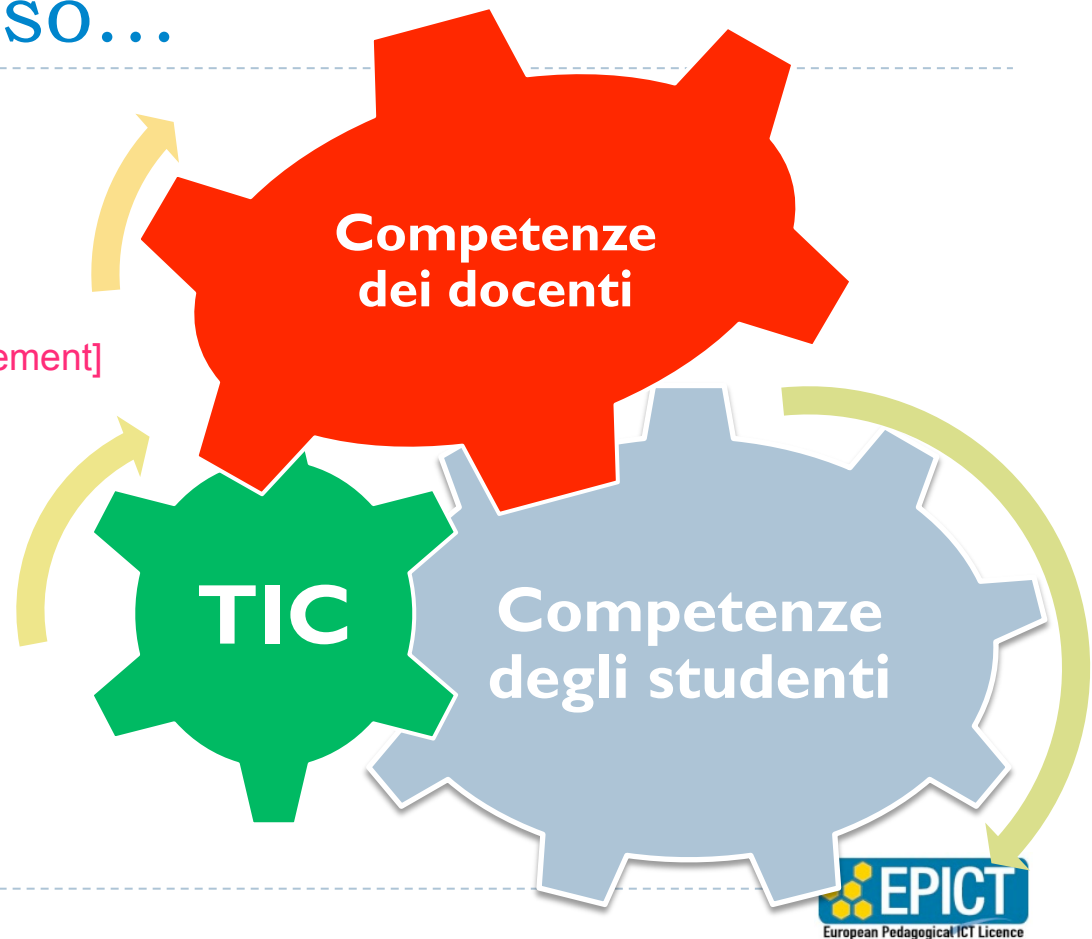 so...
Competenze
dei docenti
ement]
TIC
Competenze
degli studenti
EPICT
European Pedagogical ICT Licence